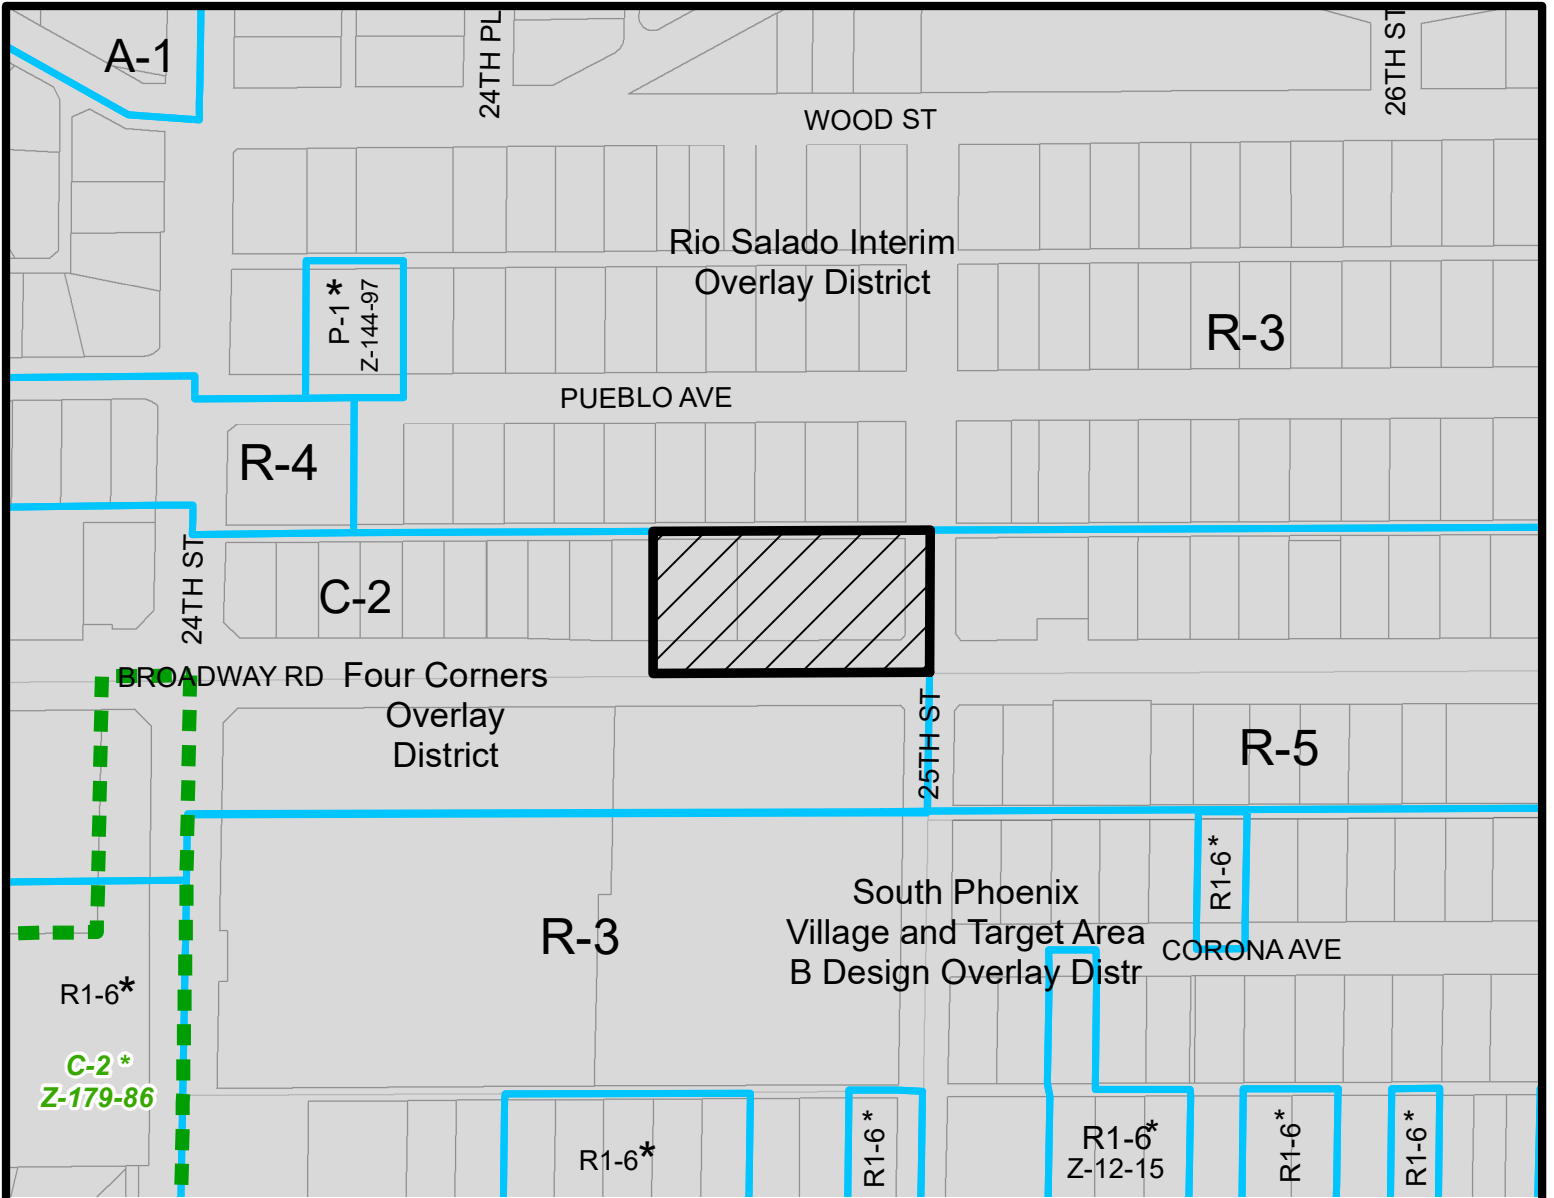 A-1
24TH PL
26TH ST
WOOD ST
Rio Salado Interim
Overlay District
P-1*
Z-144-97
R-3
PUEBLO AVE
R-4
24TH ST
C-2
BROADWAY RD
Four Corners
Overlay
District
25TH ST
R-5
R1-6*
South Phoenix
Village and Target Area
B Design Overlay Distr
CORONA AVE
R-3
R1-6*
C-2 *
Z-179-86
R1-6*
R1-6*
R1-6*
Z-12-15
R1-6*
R1-6*